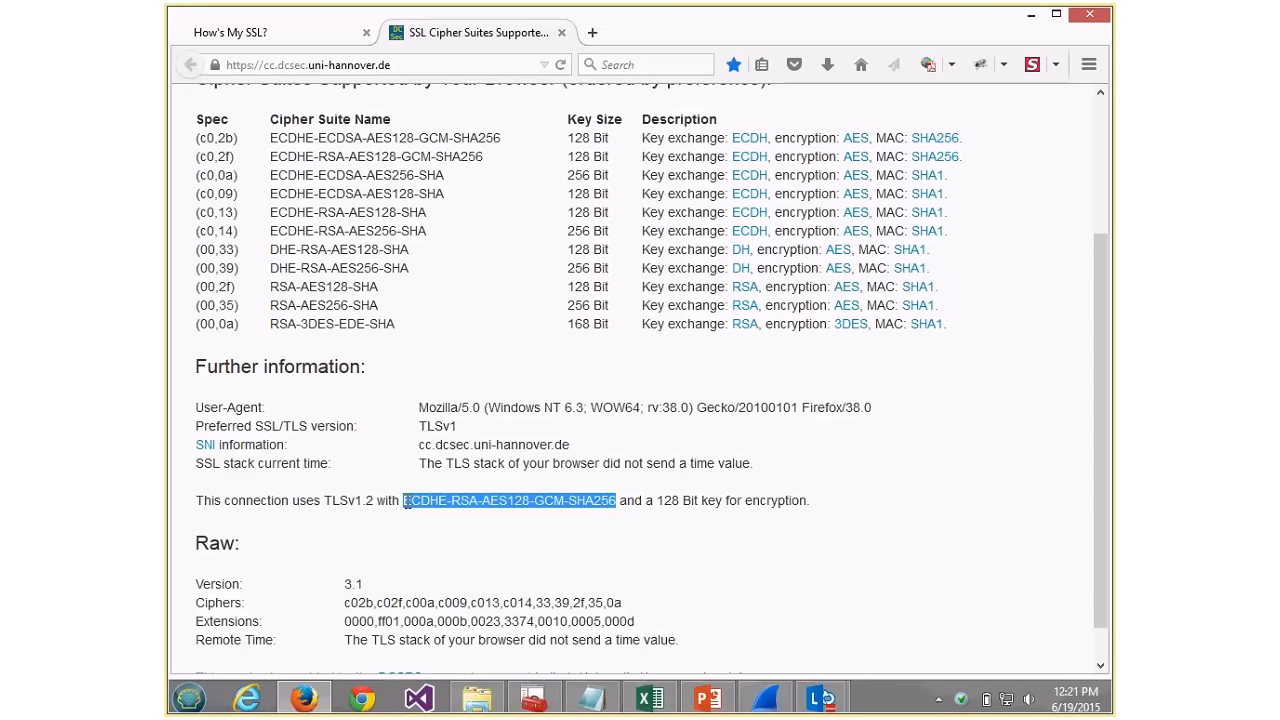 How's My SSL?
SSL Cipher Suites Supporte...
https://cc.dcsec.uni-hannover.de
Search
Cipher Suites Supported by Your Browser (ordered by preference):
Spec Cipher Suite Name Key Size Description
(c0,2b) ECDHE-ECDSA-AES128-GCM-SHA256 128 Bit Key exchange: ECDH, encryption: AES, MAC: SHA256.
(c0,2f) ECDHE-RSA-AES128-GCM-SHA256 128 Bit Key exchange: ECDH, encryption: AES, MAC: SHA256.
(c0,0a) ECDHE-ECDSA-AES256-SHA 256 Bit Key exchange: ECDH, encryption: AES, MAC: SHA1.
(c0,09) ECDHE-ECDSA-AES128-SHA 128 Bit Key exchange: ECDH, encryption: AES, MAC: SHA1.
(c0,13) ECDHE-RSA-AES128-SHA 128 Bit Key exchange: ECDH, encryption: AES, MAC: SHA1.
(c0,14) ECDHE-RSA-AES256-SHA 256 Bit Key exchange: ECDH, encryption: AES, MAC: SHA1.
(00,33) DHE-RSA-AES128-SHA 128 Bit Key exchange: DH, encryption: AES, MAC: SHA1.
(00,39) DHE-RSA-AES256-SHA 256 Bit Key exchange: DH, encryption: AES, MAC: SHA1.
(00,2f) RSA-AES128-SHA 128 Bit Key exchange: RSA, encryption: AES, MAC: SHA1.
(00,35) RSA-AES256-SHA 256 Bit Key exchange: RSA, encryption: AES, MAC: SHA1.
(00,0a) RSA-3DES-EDE-SHA 168 Bit Key exchange: RSA, encryption: 3DES, MAC: SHA1.
Further information:
User-Agent: Mozilla/5.0 (Windows NT 6.3; WOW64; rv:38.0) Gecko/20100101 Firefox/38.0
Preferred SSL/TLS version: TLSv1
SNI information: cc.dcsec.uni-hannover.de
SSL stack current time: The TLS stack of your browser did not send a time value.
This connection uses TLSv1.2 with ECDHE-RSA-AES128-GCM-SHA256 and a 128 Bit key for encryption.
Raw:
Version: 3.1
Ciphers: c02b,c02f,c00a,c009,c013,c014,33,39,2f,35,0a
Extensions: 0000,ff01,000a,000b,0023,3374,0010,0005,000d
Remote Time: The TLS stack of your browser did not send a time value.
12:21 PM
6/19/2015